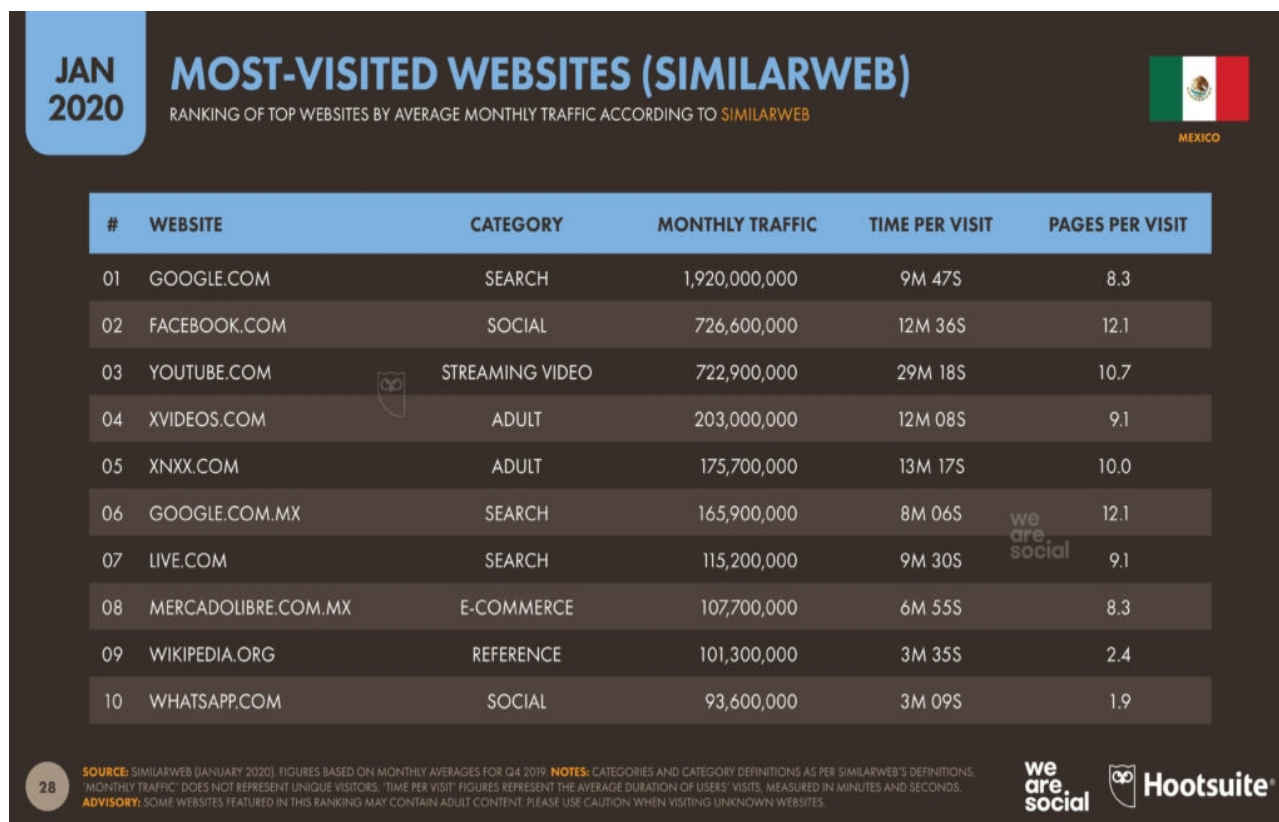 JAN
2020
MOST-VISITED WEBSITES (SIMILARWEB)
RANKING OF TOP WEBSITES BY AVERAGE MONTHLY TRAFFIC ACCORDING TO SIMILARWEB
MEXICO
# WEBSITE CATEGORY MONTHLY TRAFFIC TIME PER VISIT PAGES PER VISIT
01 GOOGLE.COM SEARCH 1,920,000,000 9M 47S 8.3
02 FACEBOOK.COM SOCIAL 726,600,000 12M 36S 12.1
03 YOUTUBE.COM STREAMING VIDEO 722,900,000 29M 18S 10.7
04 XVIDEOS.COM ADULT 203,000,000 12M 08S 9.1
05 XNXX.COM ADULT 175,700,000 13M 17S 10.0
06 GOOGLE.COM.MX SEARCH 165,900,000 8M 06S 12.1
07 LIVE.COM SEARCH 115,200,000 9M 30S 9.1
08 MERCADOLIBRE.COM.MX E-COMMERCE 107,700,000 6M 55S 8.3
09 WIKIPEDIA.ORG REFERENCE 101,300,000 3M 35S 2.4
10 WHATSAPP.COM SOCIAL 93,600,000 3M 09S 1.9
we
are.
social
28
SOURCE: SIMILARWEB (JANUARY 2020). FIGURES BASED ON MONTHLY AVERAGES FOR Q4 2019. NOTES: CATEGORIES AND CATEGORY DEFINITIONS AS PER SIMILARWEB'S DEFINITIONS.
'MONTHLY TRAFFIC' DOES NOT REPRESENT UNIQUE VISITORS. 'TIME PER VISIT' FIGURES REPRESENT THE AVERAGE DURATION OF USERS' VISITS, MEASURED IN MINUTES AND SECONDS.
ADVISORY: SOME WEBSITES FEATURED IN THIS RANKING MAY CONTAIN ADULT CONTENT. PLEASE USE CAUTION WHEN VISITING UNKNOWN WEBSITES.
we
are.
social
Hootsuite